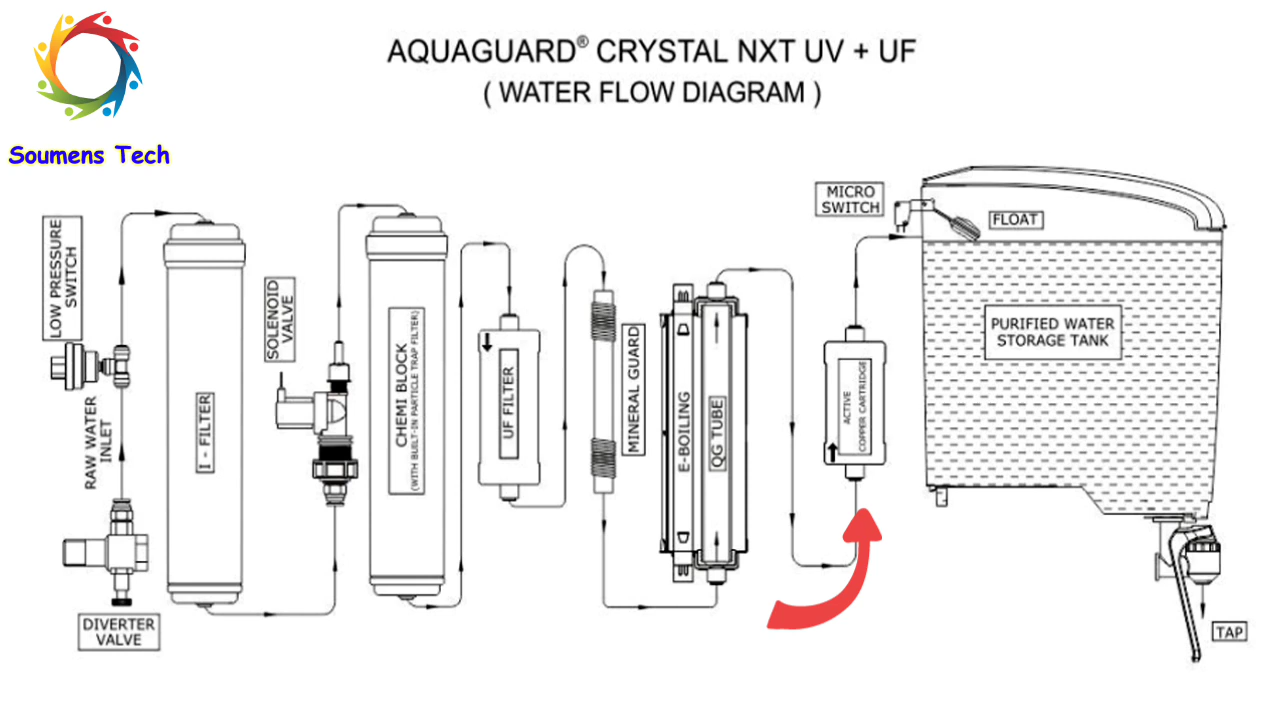 AQUAGUARD® CRYSTAL NXT UV + UF
( WATER FLOW DIAGRAM )
Soumens Tech
LOW PRESSURE
SWITCH
RAW WATER
INLET
DIVERTER
VALVE
I - FILTER
SOLENOID
VALVE
CHEMI BLOCK
(WITH BUILT-IN PARTICLE TRAP FILTER)
UF FILTER
MINERAL GUARD
E-BOILING
QG TUBE
ACTIVE
COPPER CARTRIDGE
MICRO
SWITCH
FLOAT
PURIFIED WATER
STORAGE TANK
TAP